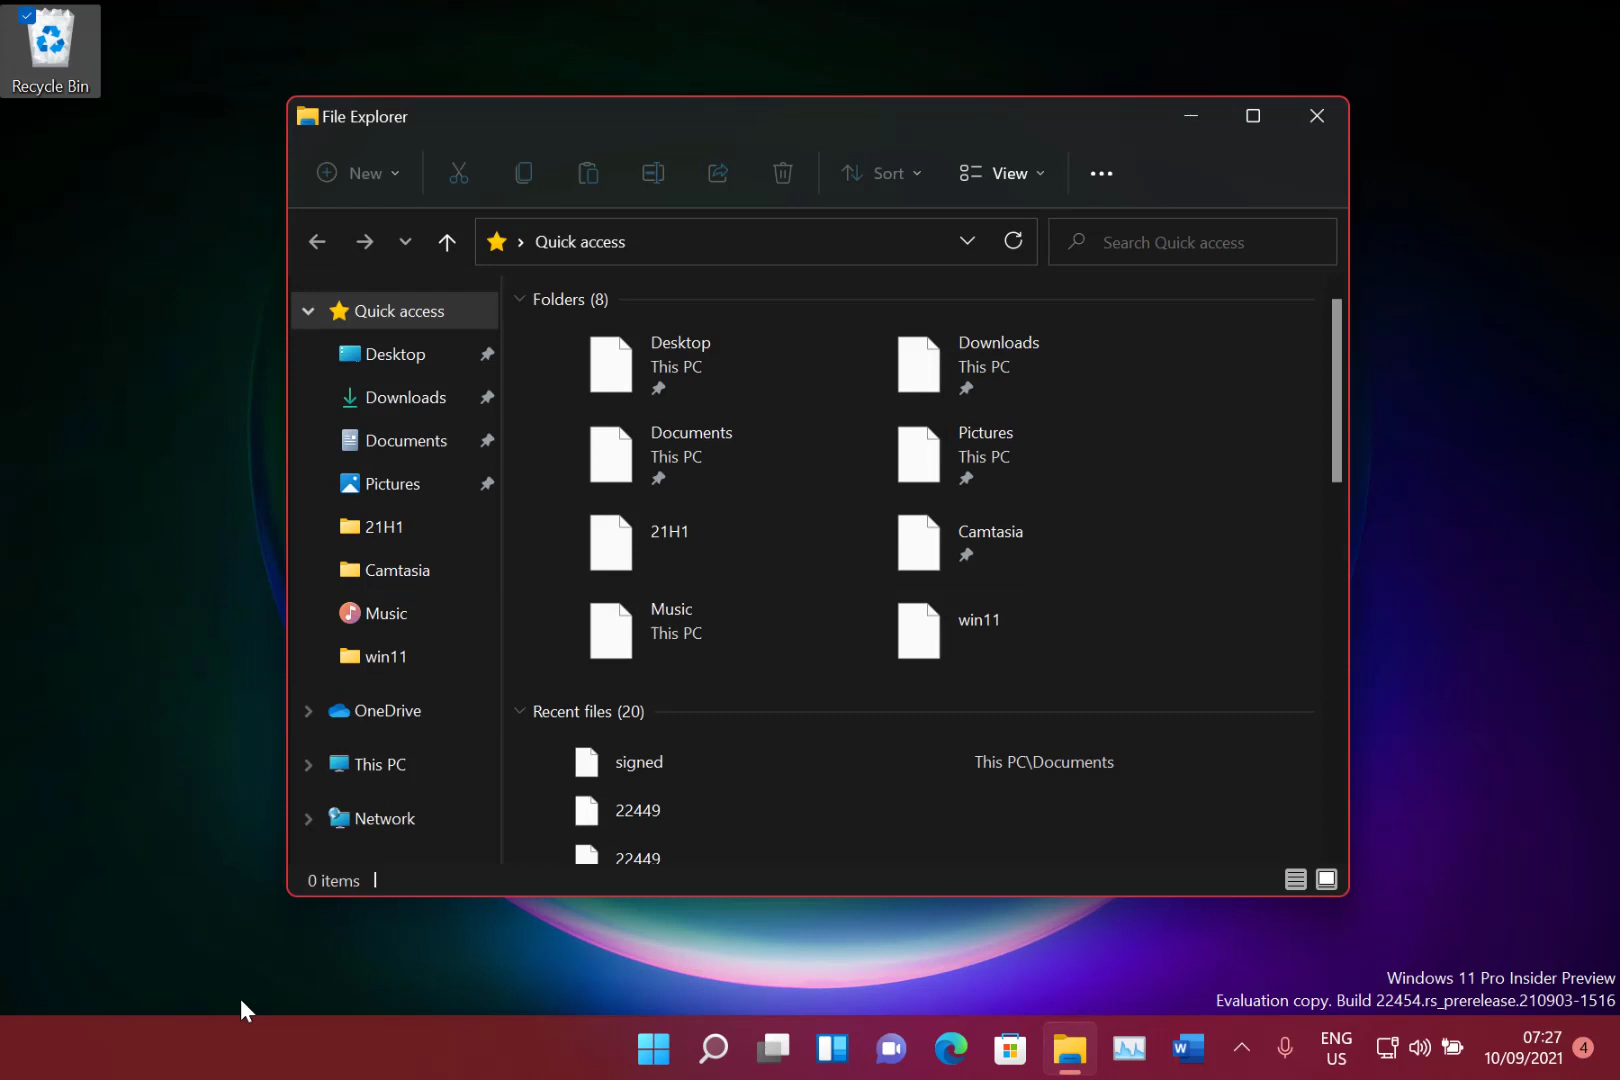 Recycle Bin
File Explorer
New
Sort
View
Quick access
Search Quick access
Quick access
Desktop
Downloads
Documents
Pictures
21H1
Camtasia
Music
win11
OneDrive
This PC
Network
Folders (8)
Desktop
This PC
Downloads
This PC
Documents
This PC
Pictures
This PC
21H1
Camtasia
Music
This PC
win11
Recent files (20)
signed
This PC\Documents
22449
22449
0 items
Windows 11 Pro Insider Preview
Evaluation copy. Build 22454.rs_prerelease.210903-1516
W
ENG
US
07:27
10/09/2021
4